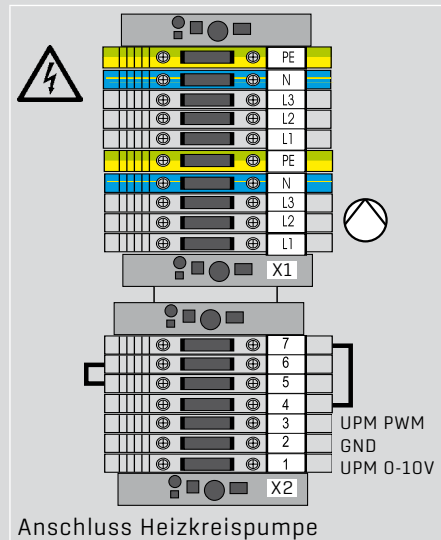 PE
N
L3
L2
L1
PE
N
L3
L2
L1
X1
7
6
5
4
3 UPM PWM
2 GND
1 UPM 0-10V
X2
Anschluss Heizkreispumpe